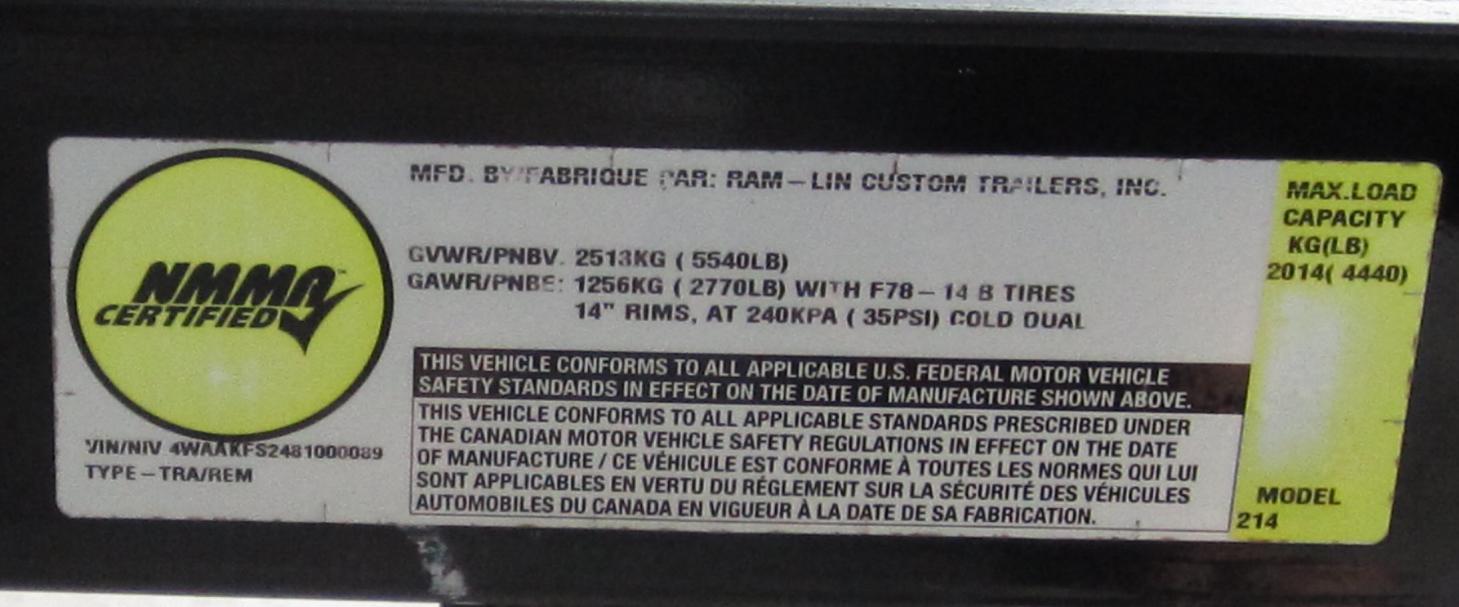 NMMA™
CERTIFIED
VIN/NIV 4WAAKFS2481000089
TYPE-TRA/REM
MFD. BY/FABRIQUE PAR: RAM-LIN CUSTOM TRAILERS, INC.
GVWR/PNBV. 2513KG ( 5540LB)
GAWR/PNBE: 1256KG ( 2770LB) WITH F78-14 B TIRES
14" RIMS, AT 240KPA ( 35PSI) COLD DUAL
THIS VEHICLE CONFORMS TO ALL APPLICABLE U.S. FEDERAL MOTOR VEHICLE
SAFETY STANDARDS IN EFFECT ON THE DATE OF MANUFACTURE SHOWN ABOVE.
THIS VEHICLE CONFORMS TO ALL APPLICABLE STANDARDS PRESCRIBED UNDER
THE CANADIAN MOTOR VEHICLE SAFETY REGULATIONS IN EFFECT ON THE DATE
OF MANUFACTURE / CE VÉHICULE EST CONFORME À TOUTES LES NORMES QUI LUI
SONT APPLICABLES EN VERTU DU RÉGLEMENT SUR LA SÉCURITÉ DES VÉHICULES
AUTOMOBILES DU CANADA EN VIGUEUR À LA DATE DE SA FABRICATION.
MAX.LOAD
CAPACITY
KG(LB)
2014( 4440)
MODEL
214